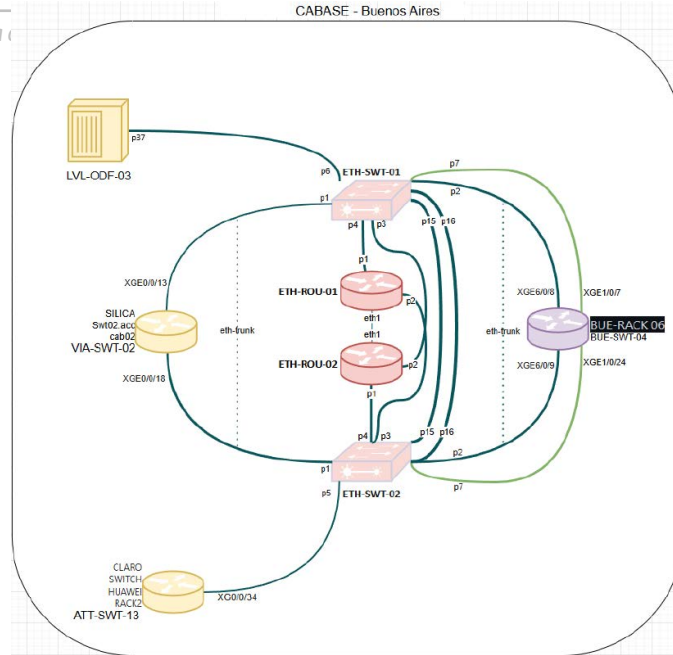 CABASE - Buenos Aires
p37
LVL-ODF-03
p6
ETH-SWT-01
p7
p2
p1
p4
p3
p15
p16
p1
XGE0/0/13
ETH-ROU-01
p2
eth1
XGE6/0/8
XGE1/0/7
SILICA
Swt02.acc
cab02
VIA-SWT-02
eth-trunk
eth1
eth-trunk
BUE-RACK 06
BUE-SWT-04
ETH-ROU-02
p2
XGE6/0/9
XGE1/0/24
XGE0/0/18
p1
p4
p3
p15
p16
p2
p1
p5
ETH-SWT-02
p7
CLARO
SWITCH
HUAWEI
RACK2
XG0/0/34
ATT-SWT-13